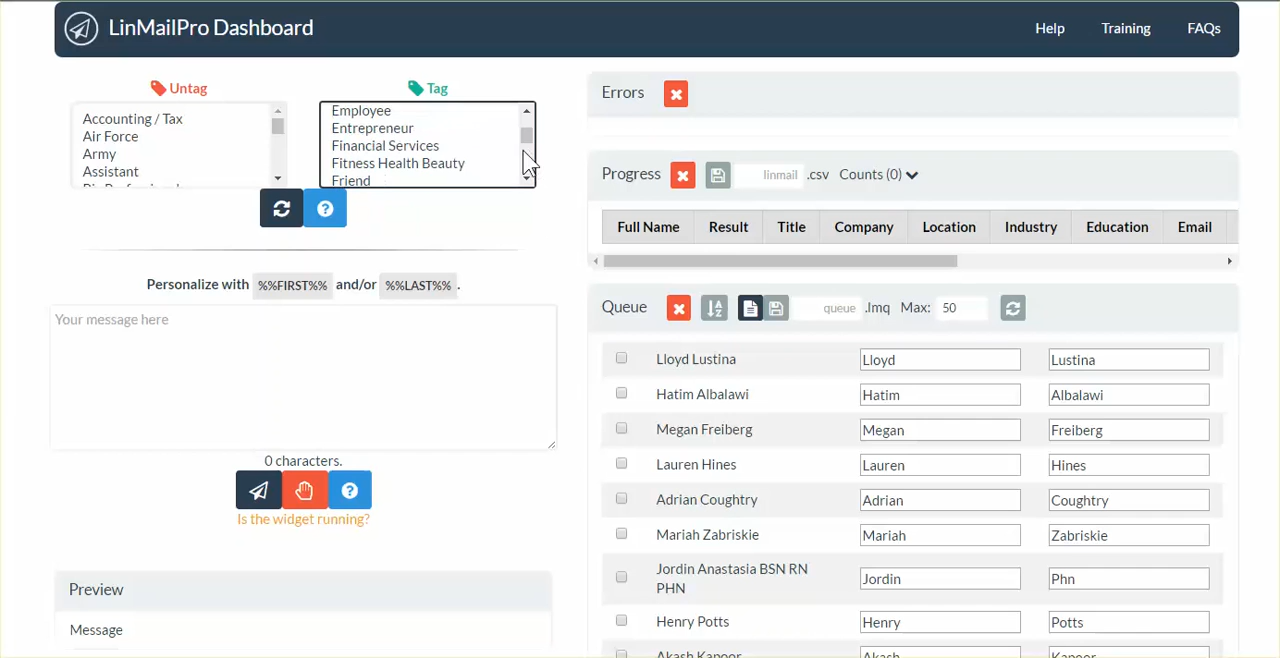 LinMailPro Dashboard
Help Training FAQs
Untag
Tag
Accounting / Tax
Air Force
Army
Assistant
Employee
Entrepreneur
Financial Services
Fitness Health Beauty
Friend
Personalize with %%FIRST%% and/or %%LAST%% .
Your message here
0 characters.
Is the widget running?
Preview
Message
Errors
Progress linmail .csv Counts (0)
Full Name Result Title Company Location Industry Education Email
Queue queue .lmq Max: 50
Lloyd Lustina Lloyd Lustina
Hatim Albalawi Hatim Albalawi
Megan Freiberg Megan Freiberg
Lauren Hines Lauren Hines
Adrian Coughtry Adrian Coughtry
Mariah Zabriskie Mariah Zabriskie
Jordin Anastasia BSN RN
PHN Jordin Phn
Henry Potts Henry Potts
Akash Kapoor Akash Kapoor